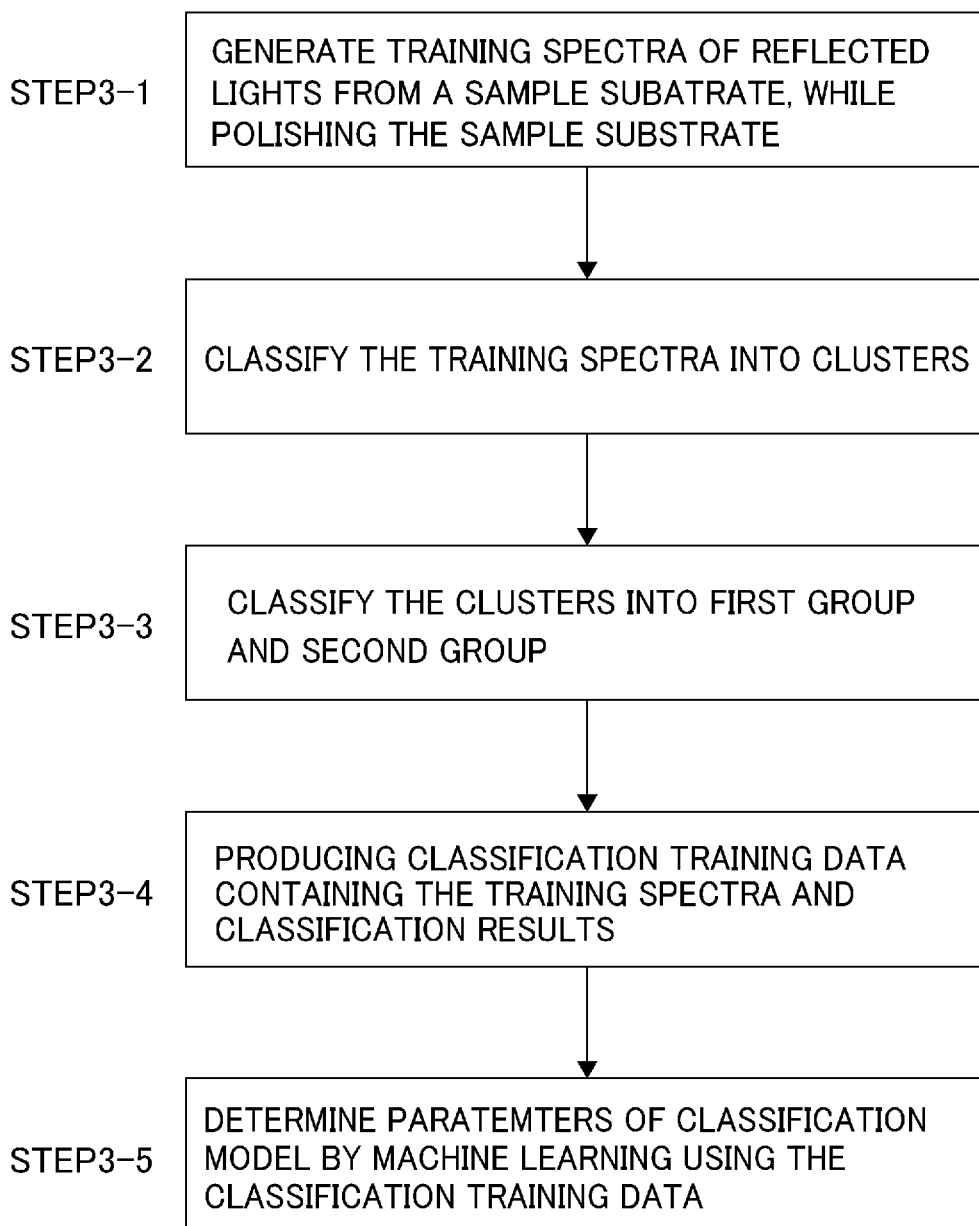 STEP3-1
GENERATE TRAINING SPECTRA OF REFLECTED
LIGHTS FROM A SAMPLE SUBATRATE, WHILE
POLISHING THE SAMPLE SUBSTRATE
STEP3-2
CLASSIFY THE TRAINING SPECTRA INTO CLUSTERS
STEP3-3
CLASSIFY THE CLUSTERS INTO FIRST GROUP
AND SECOND GROUP
STEP3-4
PRODUCING CLASSIFICATION TRAINING DATA
CONTAINING THE TRAINING SPECTRA AND
CLASSIFICATION RESULTS
STEP3-5
DETERMINE PARATEMTERS OF CLASSIFICATION
MODEL BY MACHINE LEARNING USING THE
CLASSIFICATION TRAINING DATA